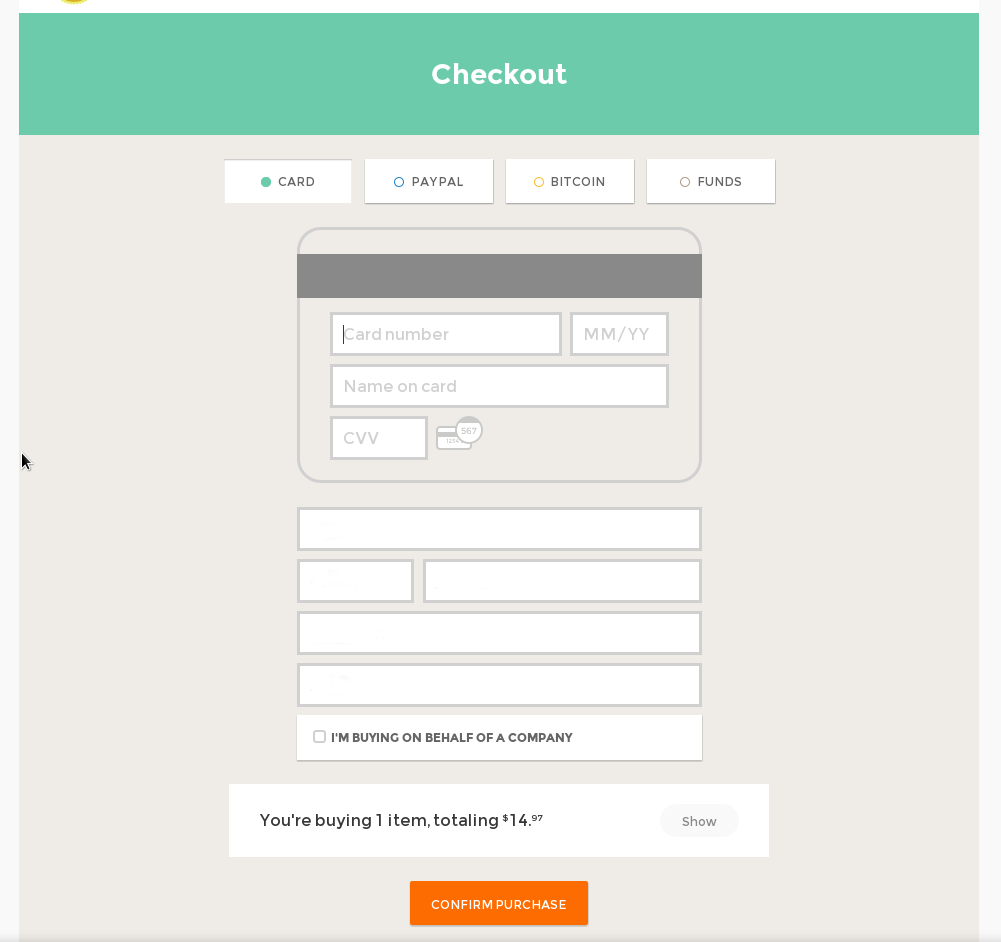 Checkout
CARD PAYPAL BITCOIN FUNDS
Card number MM/YY
Name on card
CVV 567
1234
I'M BUYING ON BEHALF OF A COMPANY
You're buying 1 item, totaling $14.97 Show
CONFIRM PURCHASE